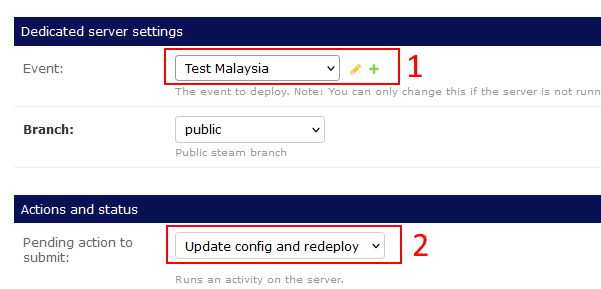 Dedicated server settings
Event:
Test Malaysia
1
The event to deploy. Note: You can only change this if the server is not runn
Branch:
public
Public steam branch
Actions and status
Pending action to
submit:
Update config and redeploy
2
Runs an activity on the server.